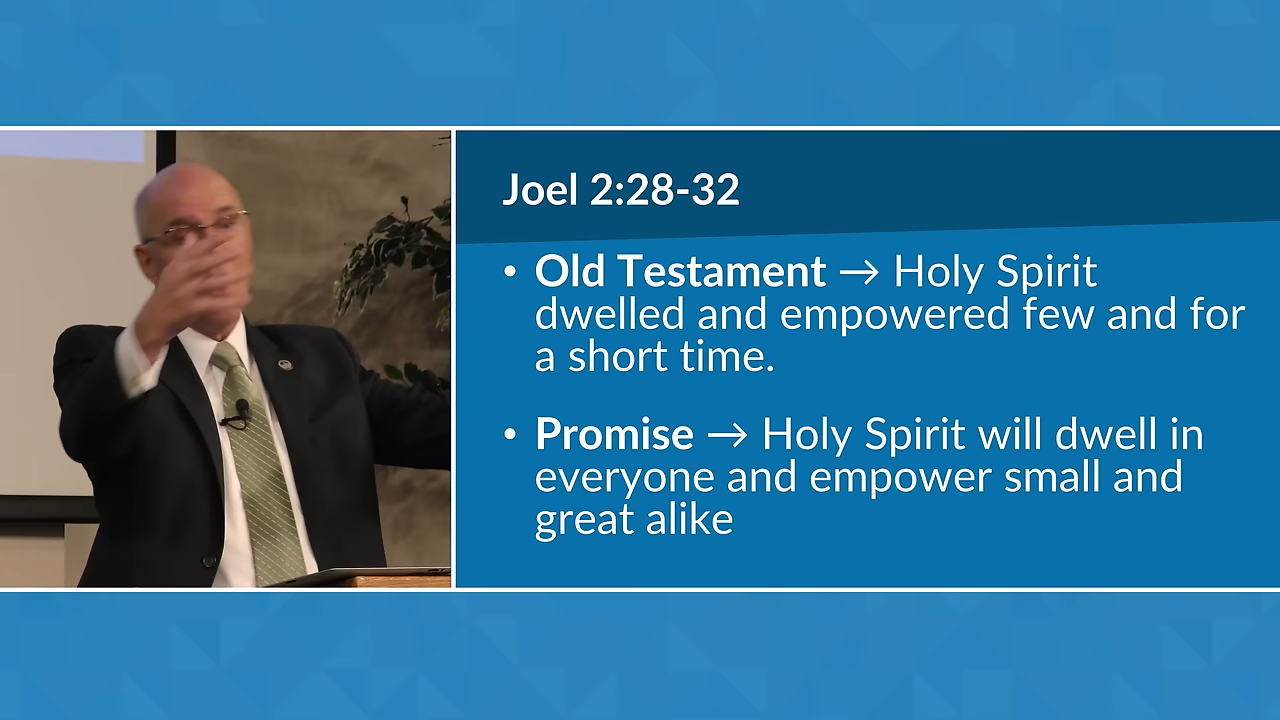 Joel 2:28-32
• Old Testament → Holy Spirit
dwelled and empowered few and for
a short time.
• Promise → Holy Spirit will dwell in
everyone and empower small and
great alike